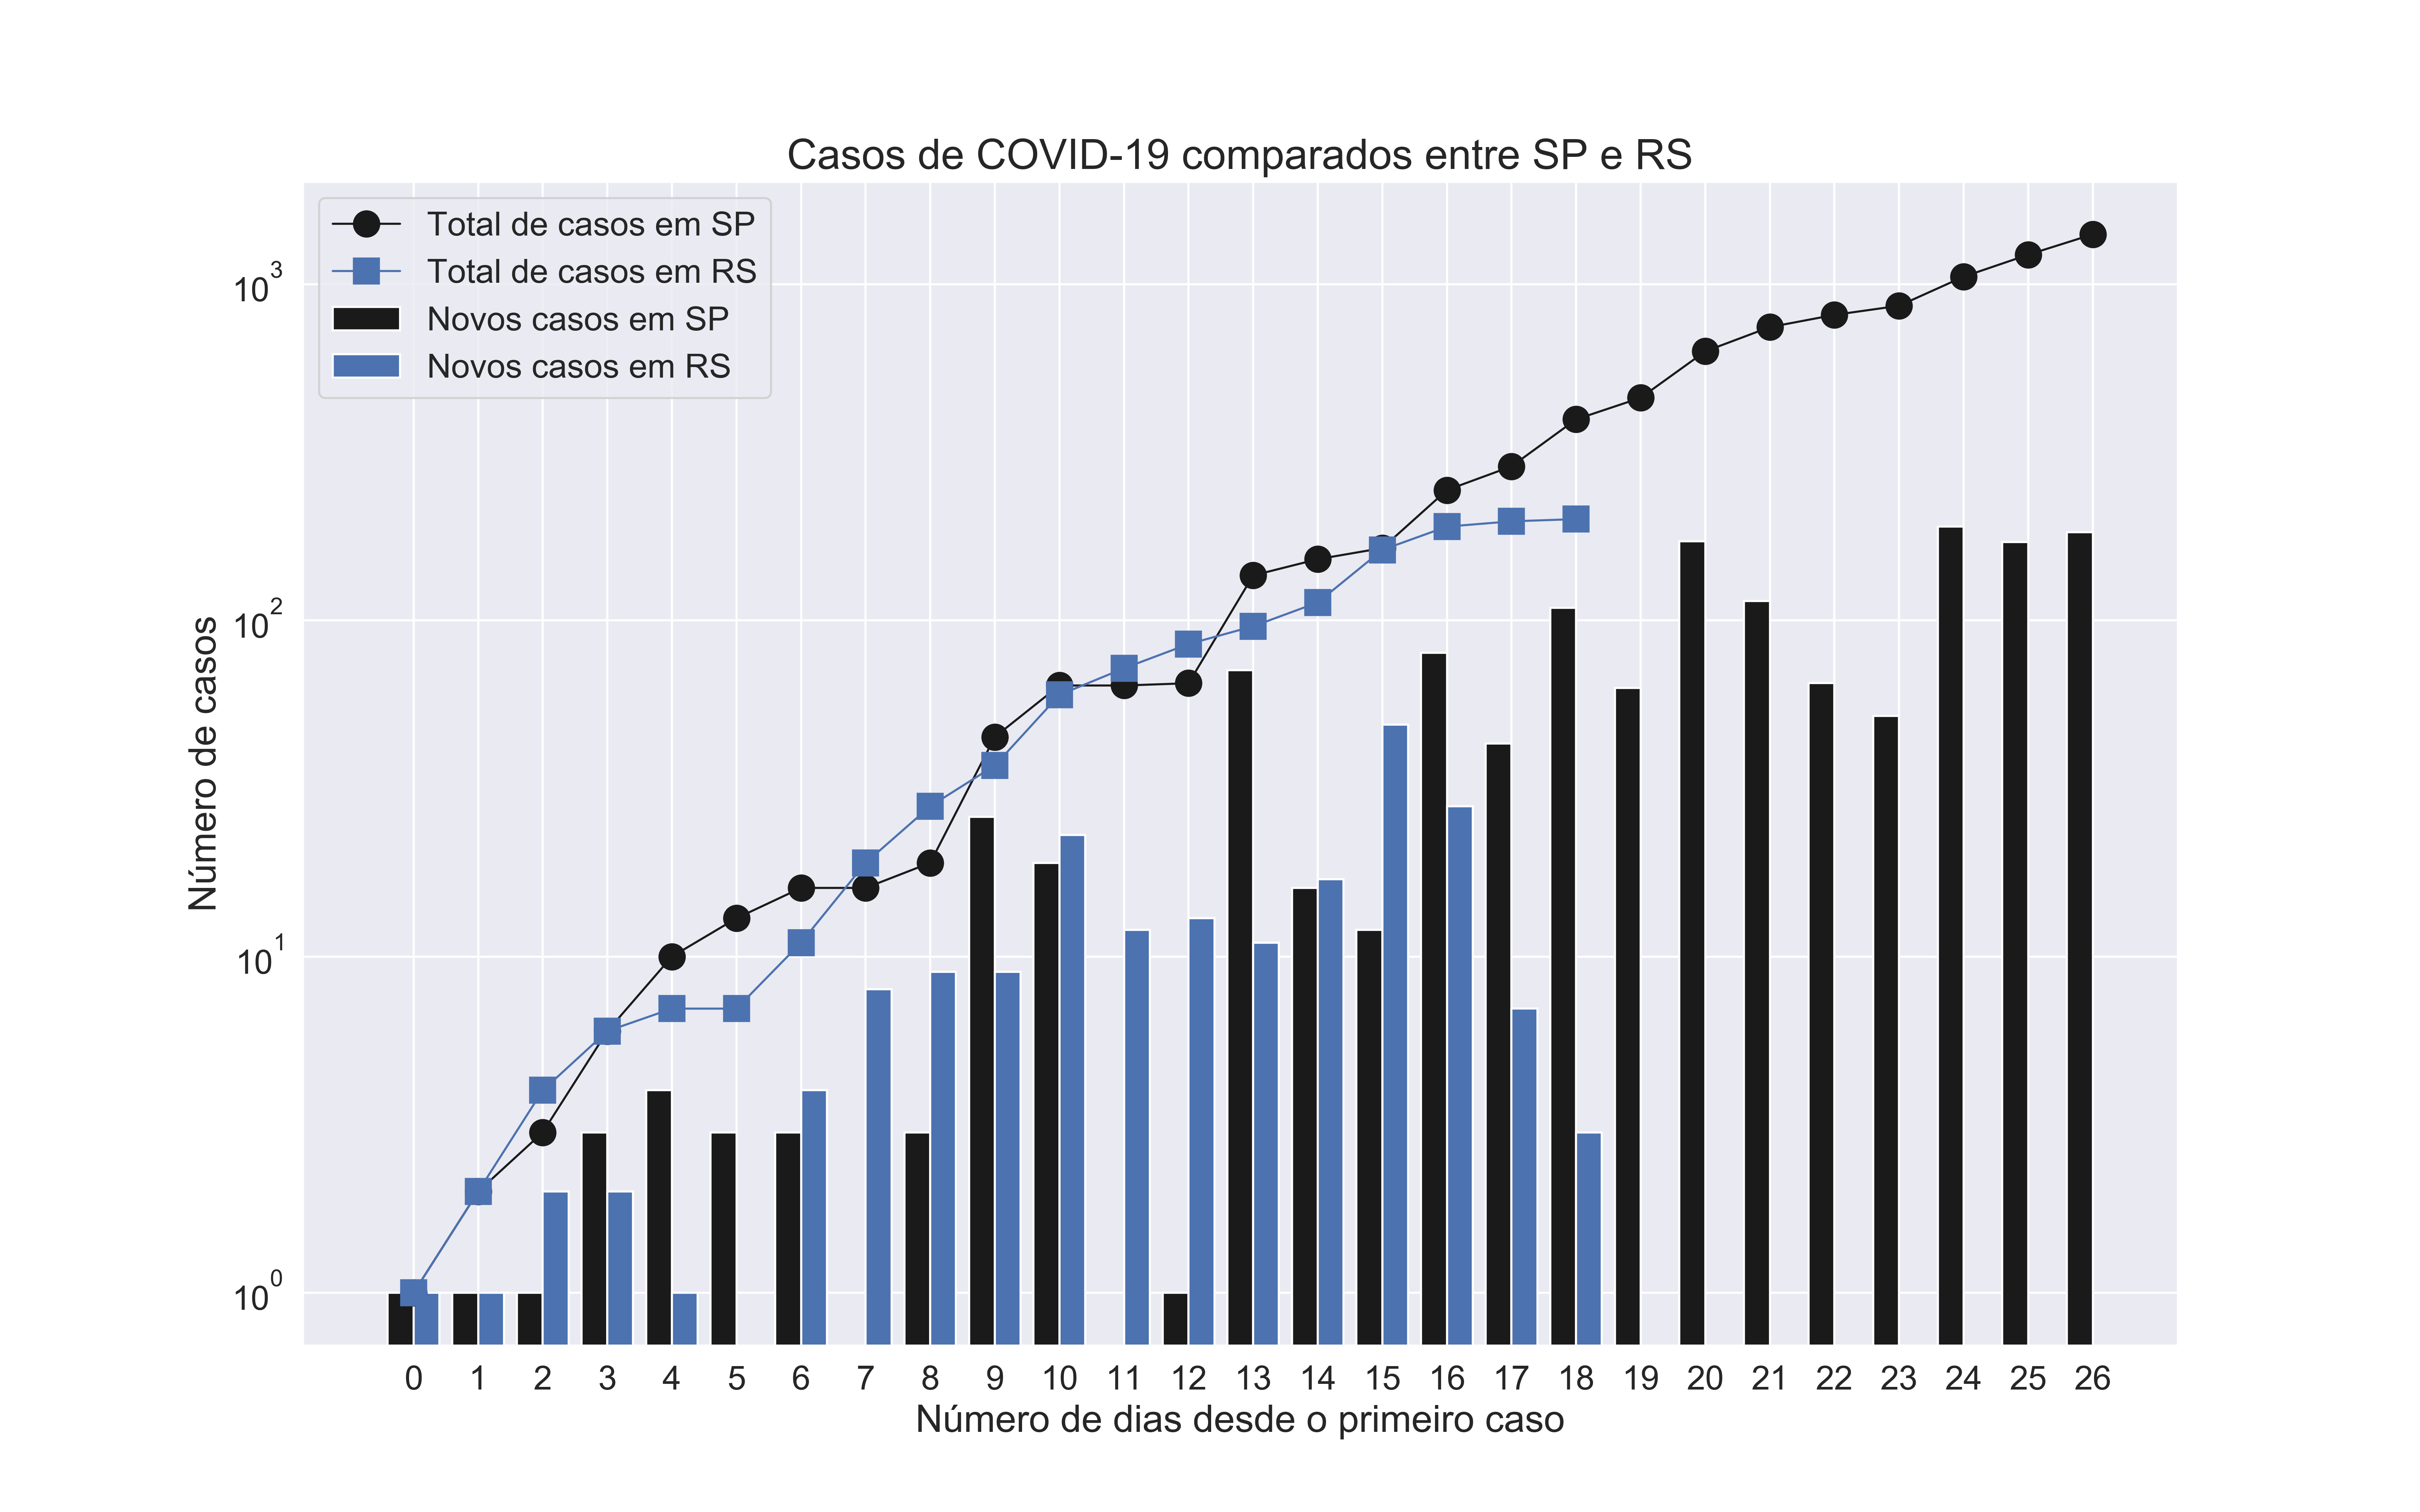 Casos de COVID-19 comparados entre SP e RS
Total de casos em SP
Total de casos em RS
Novos casos em SP
Novos casos em RS
Número de casos
10³
10²
10¹
10⁰
0 1 2 3 4 5 6 7 8 9 10 11 12 13 14 15 16 17 18 19 20 21 22 23 24 25 26
Número de dias desde o primeiro caso